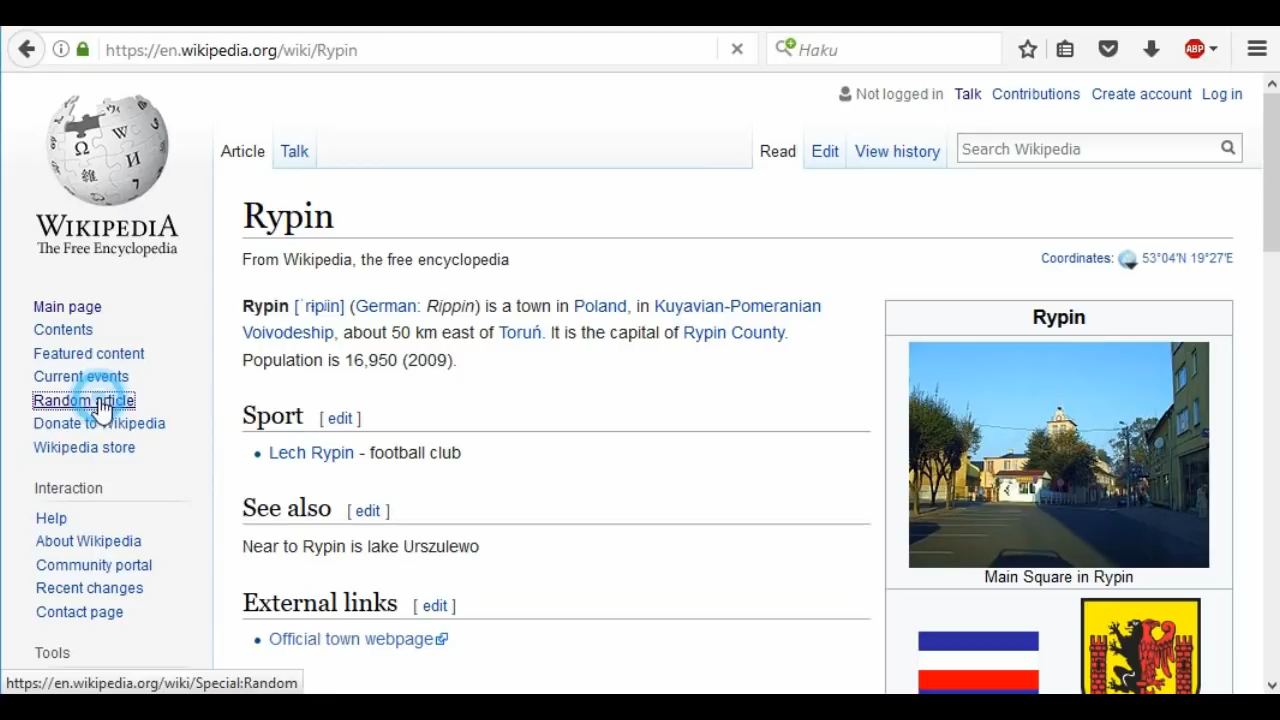 https://en.wikipedia.org/wiki/Rypin
Haku
ABP
Not logged in Talk Contributions Create account Log in
WIKIPEDIA
The Free Encyclopedia
Article Talk
Read Edit View history
Search Wikipedia
Rypin
From Wikipedia, the free encyclopedia
Coordinates: 53°04′N 19°27′E
Main page
Contents
Featured content
Current events
Random article
Donate to Wikipedia
Wikipedia store
Interaction
Help
About Wikipedia
Community portal
Recent changes
Contact page
Tools
Rypin [ˈrɨpiin] (German: Rippin) is a town in Poland, in Kuyavian-Pomeranian
Voivodeship, about 50 km east of Toruń. It is the capital of Rypin County.
Population is 16,950 (2009).
Sport [ edit ]
• Lech Rypin - football club
See also [ edit ]
Near to Rypin is lake Urszulewo
External links [ edit ]
• Official town webpage
Rypin
Main Square in Rypin
https://en.wikipedia.org/wiki/Special:Random